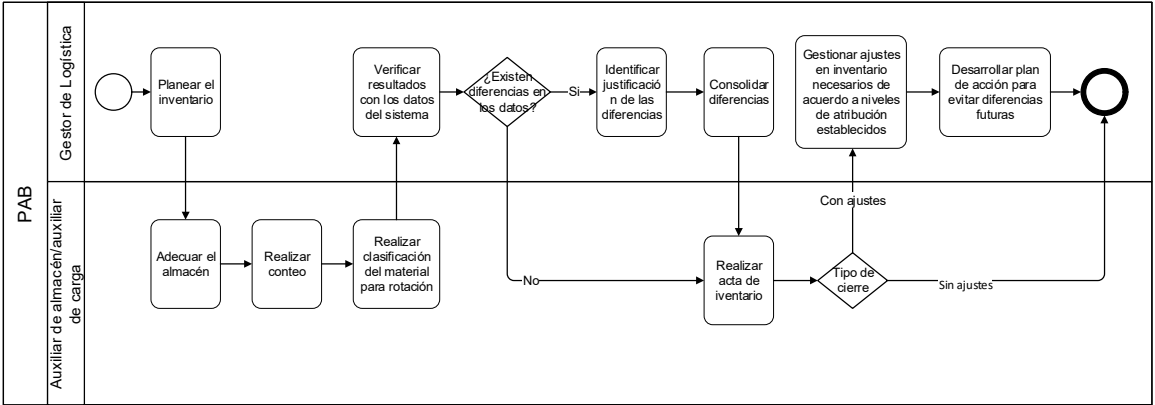 PAB
Gestor de Logística
Planear el
inventario
Verificar
resultados
con los datos
del sistema
¿Existen
diferencias en
los datos?
Si
Identificar
justificació
n de las
diferencias
Consolidar
diferencias
Gestionar ajustes
en inventario
necesarios de
acuerdo a niveles
de atribución
establecidos
Desarrollar plan
de acción para
evitar diferencias
futuras
Auxiliar de almacén/auxiliar
de carga
Adecuar el
almacén
Realizar
conteo
Realizar
clasificación
del material
para rotación
No
Realizar
acta de
iventario
Tipo de
cierre
Con ajustes
Sin ajustes